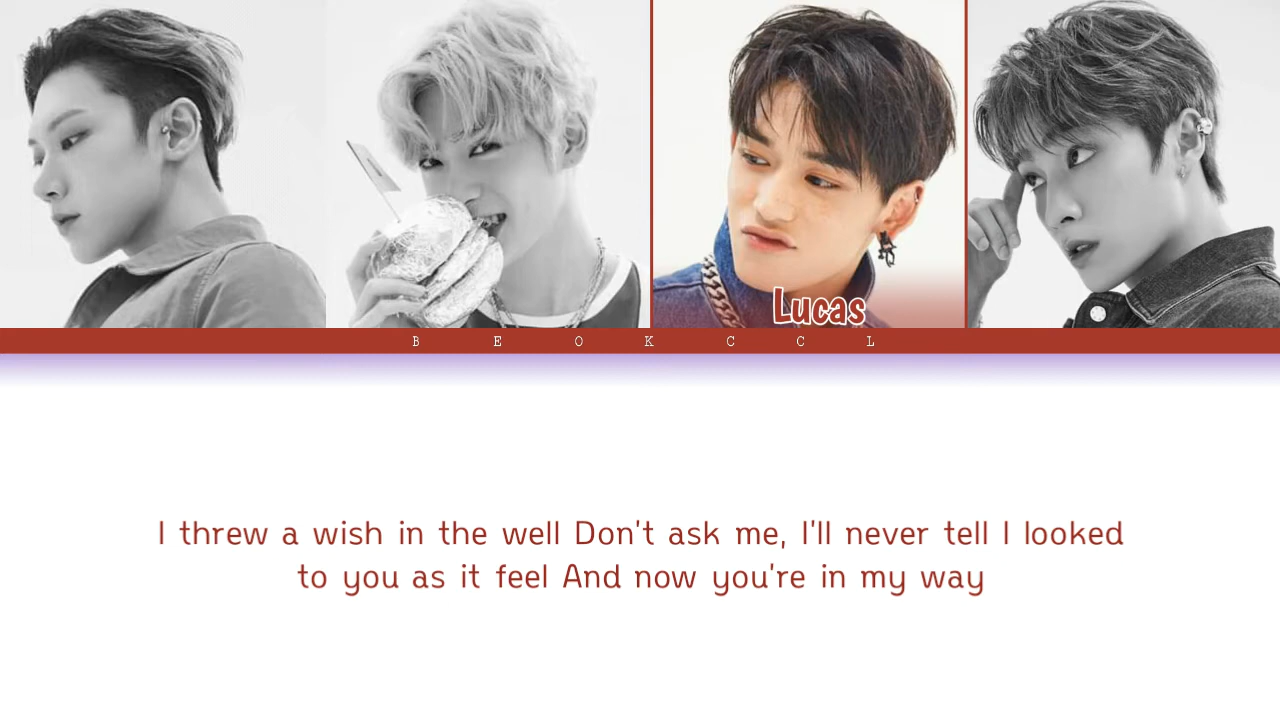 Lucas
B E O K C C L
I threw a wish in the well Don't ask me, I'll never tell I looked
to you as it feel And now you're in my way